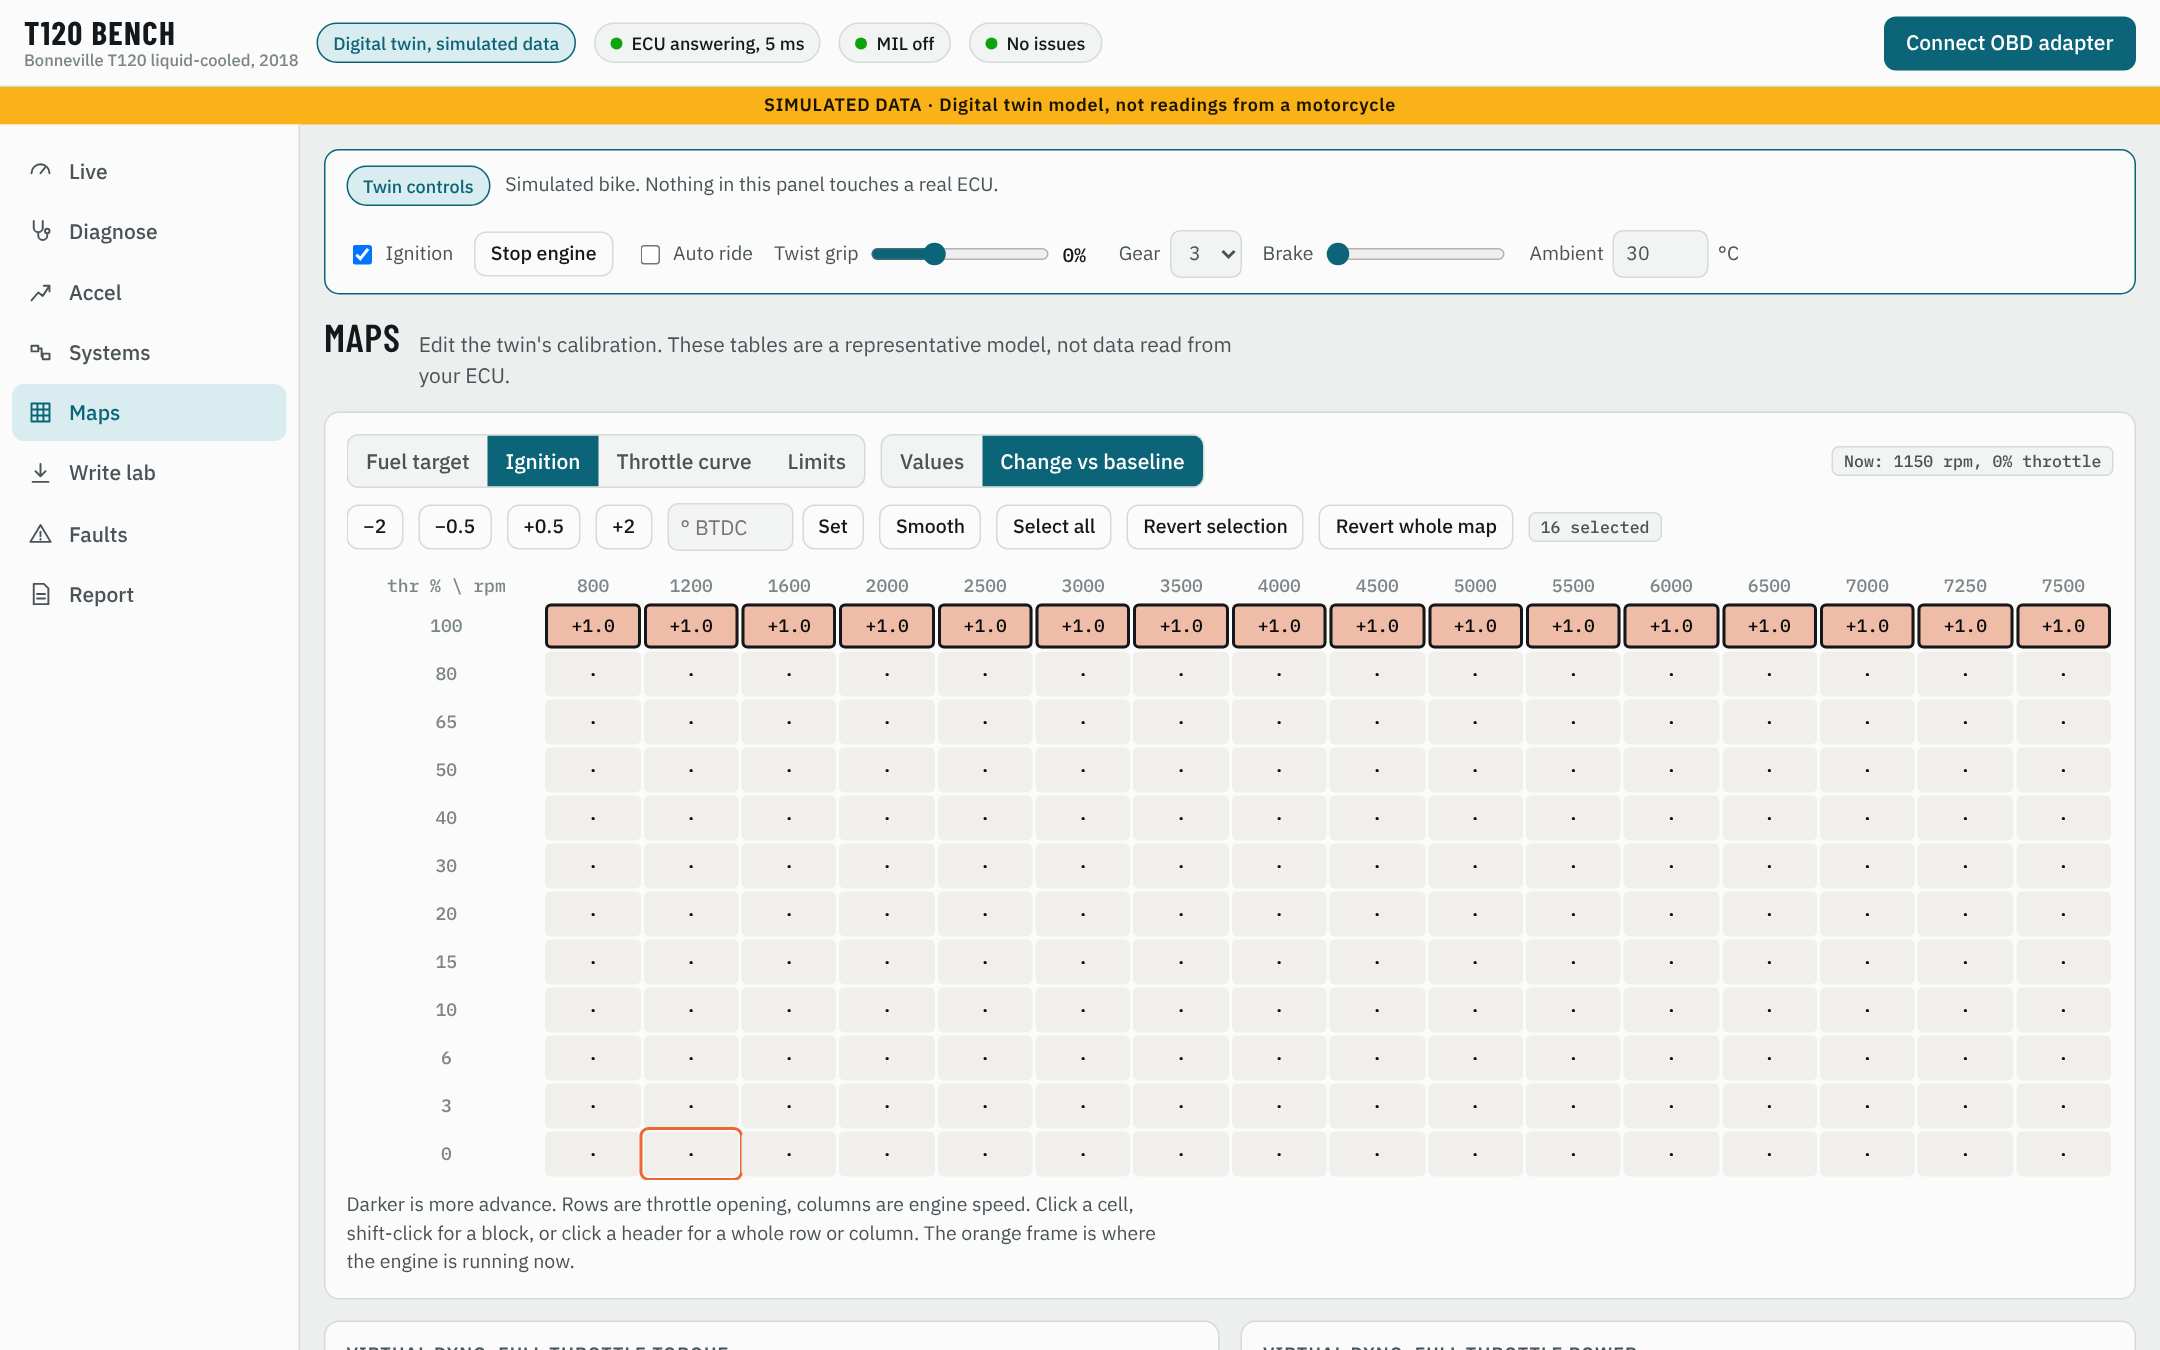 T120 BENCH
Bonneville T120 liquid-cooled, 2018
Digital twin, simulated data
ECU answering, 5 ms
MIL off
No issues
Connect OBD adapter
SIMULATED DATA · Digital twin model, not readings from a motorcycle
Live
Diagnose
Accel
Systems
Maps
Write lab
Faults
Report
Twin controls
Simulated bike. Nothing in this panel touches a real ECU.
Ignition
Stop engine
Auto ride
Twist grip
0%
Gear
3
Brake
Ambient
30
°C
MAPS
Edit the twin's calibration. These tables are a representative model, not data read from
your ECU.
Fuel target
Ignition
Throttle curve
Limits
Values
Change vs baseline
Now: 1150 rpm, 0% throttle
−2
−0.5
+0.5
+2
° BTDC
Set
Smooth
Select all
Revert selection
Revert whole map
16 selected
thr % \ rpm 800 1200 1600 2000 2500 3000 3500 4000 4500 5000 5500 6000 6500 7000 7250 7500
100 +1.0 +1.0 +1.0 +1.0 +1.0 +1.0 +1.0 +1.0 +1.0 +1.0 +1.0 +1.0 +1.0 +1.0 +1.0 +1.0
80 · · · · · · · · · · · · · · · ·
65 · · · · · · · · · · · · · · · ·
50 · · · · · · · · · · · · · · · ·
40 · · · · · · · · · · · · · · · ·
30 · · · · · · · · · · · · · · · ·
20 · · · · · · · · · · · · · · · ·
15 · · · · · · · · · · · · · · · ·
10 · · · · · · · · · · · · · · · ·
6 · · · · · · · · · · · · · · · ·
3 · · · · · · · · · · · · · · · ·
0 · · · · · · · · · · · · · · · ·
Darker is more advance. Rows are throttle opening, columns are engine speed. Click a cell,
shift-click for a block, or click a header for a whole row or column. The orange frame is where
the engine is running now.
VIRTUAL DYNO, FULL THROTTLE TORQUE
VIRTUAL DYNO, FULL THROTTLE POWER